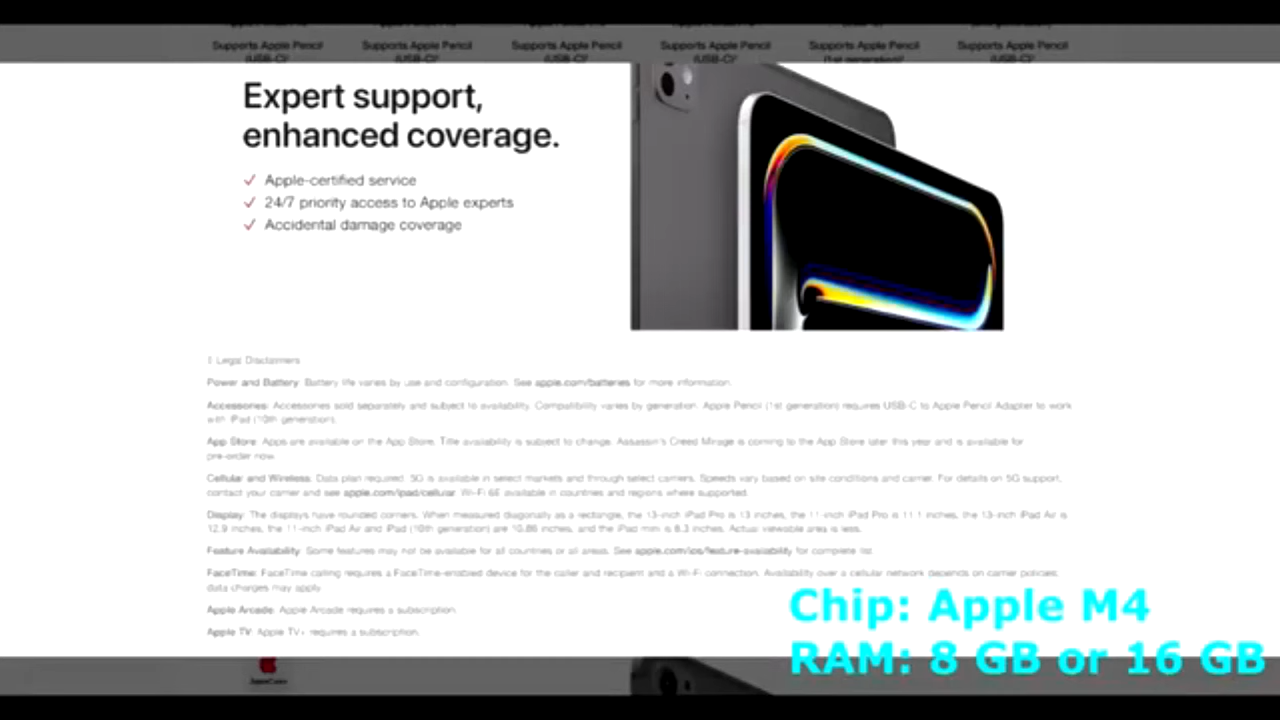 Supports Apple Pencil Supports Apple Pencil Supports Apple Pencil Supports Apple Pencil Supports Apple Pencil Supports Apple Pencil
(USB-C) (USB-C) (USB-C) (USB-C) (1st generation) (USB-C)
Expert support,
enhanced coverage.
✓ Apple-certified service
✓ 24/7 priority access to Apple experts
✓ Accidental damage coverage
Legal Disclaimers
Power and Battery: Battery life varies by use and configuration. See apple.com/batteries for more information.
Accessories: Accessories sold separately and subject to availability. Compatibility varies by generation. Apple Pencil (1st generation) requires USB-C to Apple Pencil Adapter to work
with iPad (10th generation).
App Store: Apps are available on the App Store. Title availability is subject to change. Assassin's Creed Mirage is coming to the App Store later this year and is available for
pre-order now.
Cellular and Wireless: Data plan required. 5G is available in select markets and through select carriers. Speeds vary based on site conditions and carrier. For details on 5G support,
contact your carrier and see apple.com/ipad/cellular. Wi-Fi 6E available in countries and regions where supported.
Display: The displays have rounded corners. When measured diagonally as a rectangle, the 13-inch iPad Pro is 13 inches, the 11-inch iPad Pro is 11.1 inches, the 13-inch iPad Air is
12.9 inches, the 11-inch iPad Air and iPad (10th generation) are 10.86 inches, and the iPad mini is 8.3 inches. Actual viewable area is less.
Feature Availability: Some features may not be available for all countries or all areas. See apple.com/ios/feature-availability for complete list.
FaceTime: FaceTime calling requires a FaceTime-enabled device for the caller and recipient and a Wi-Fi connection. Availability over a cellular network depends on carrier policies;
data charges may apply.
Apple Arcade: Apple Arcade requires a subscription.
Apple TV: Apple TV+ requires a subscription.
Chip: Apple M4
RAM: 8 GB or 16 GB